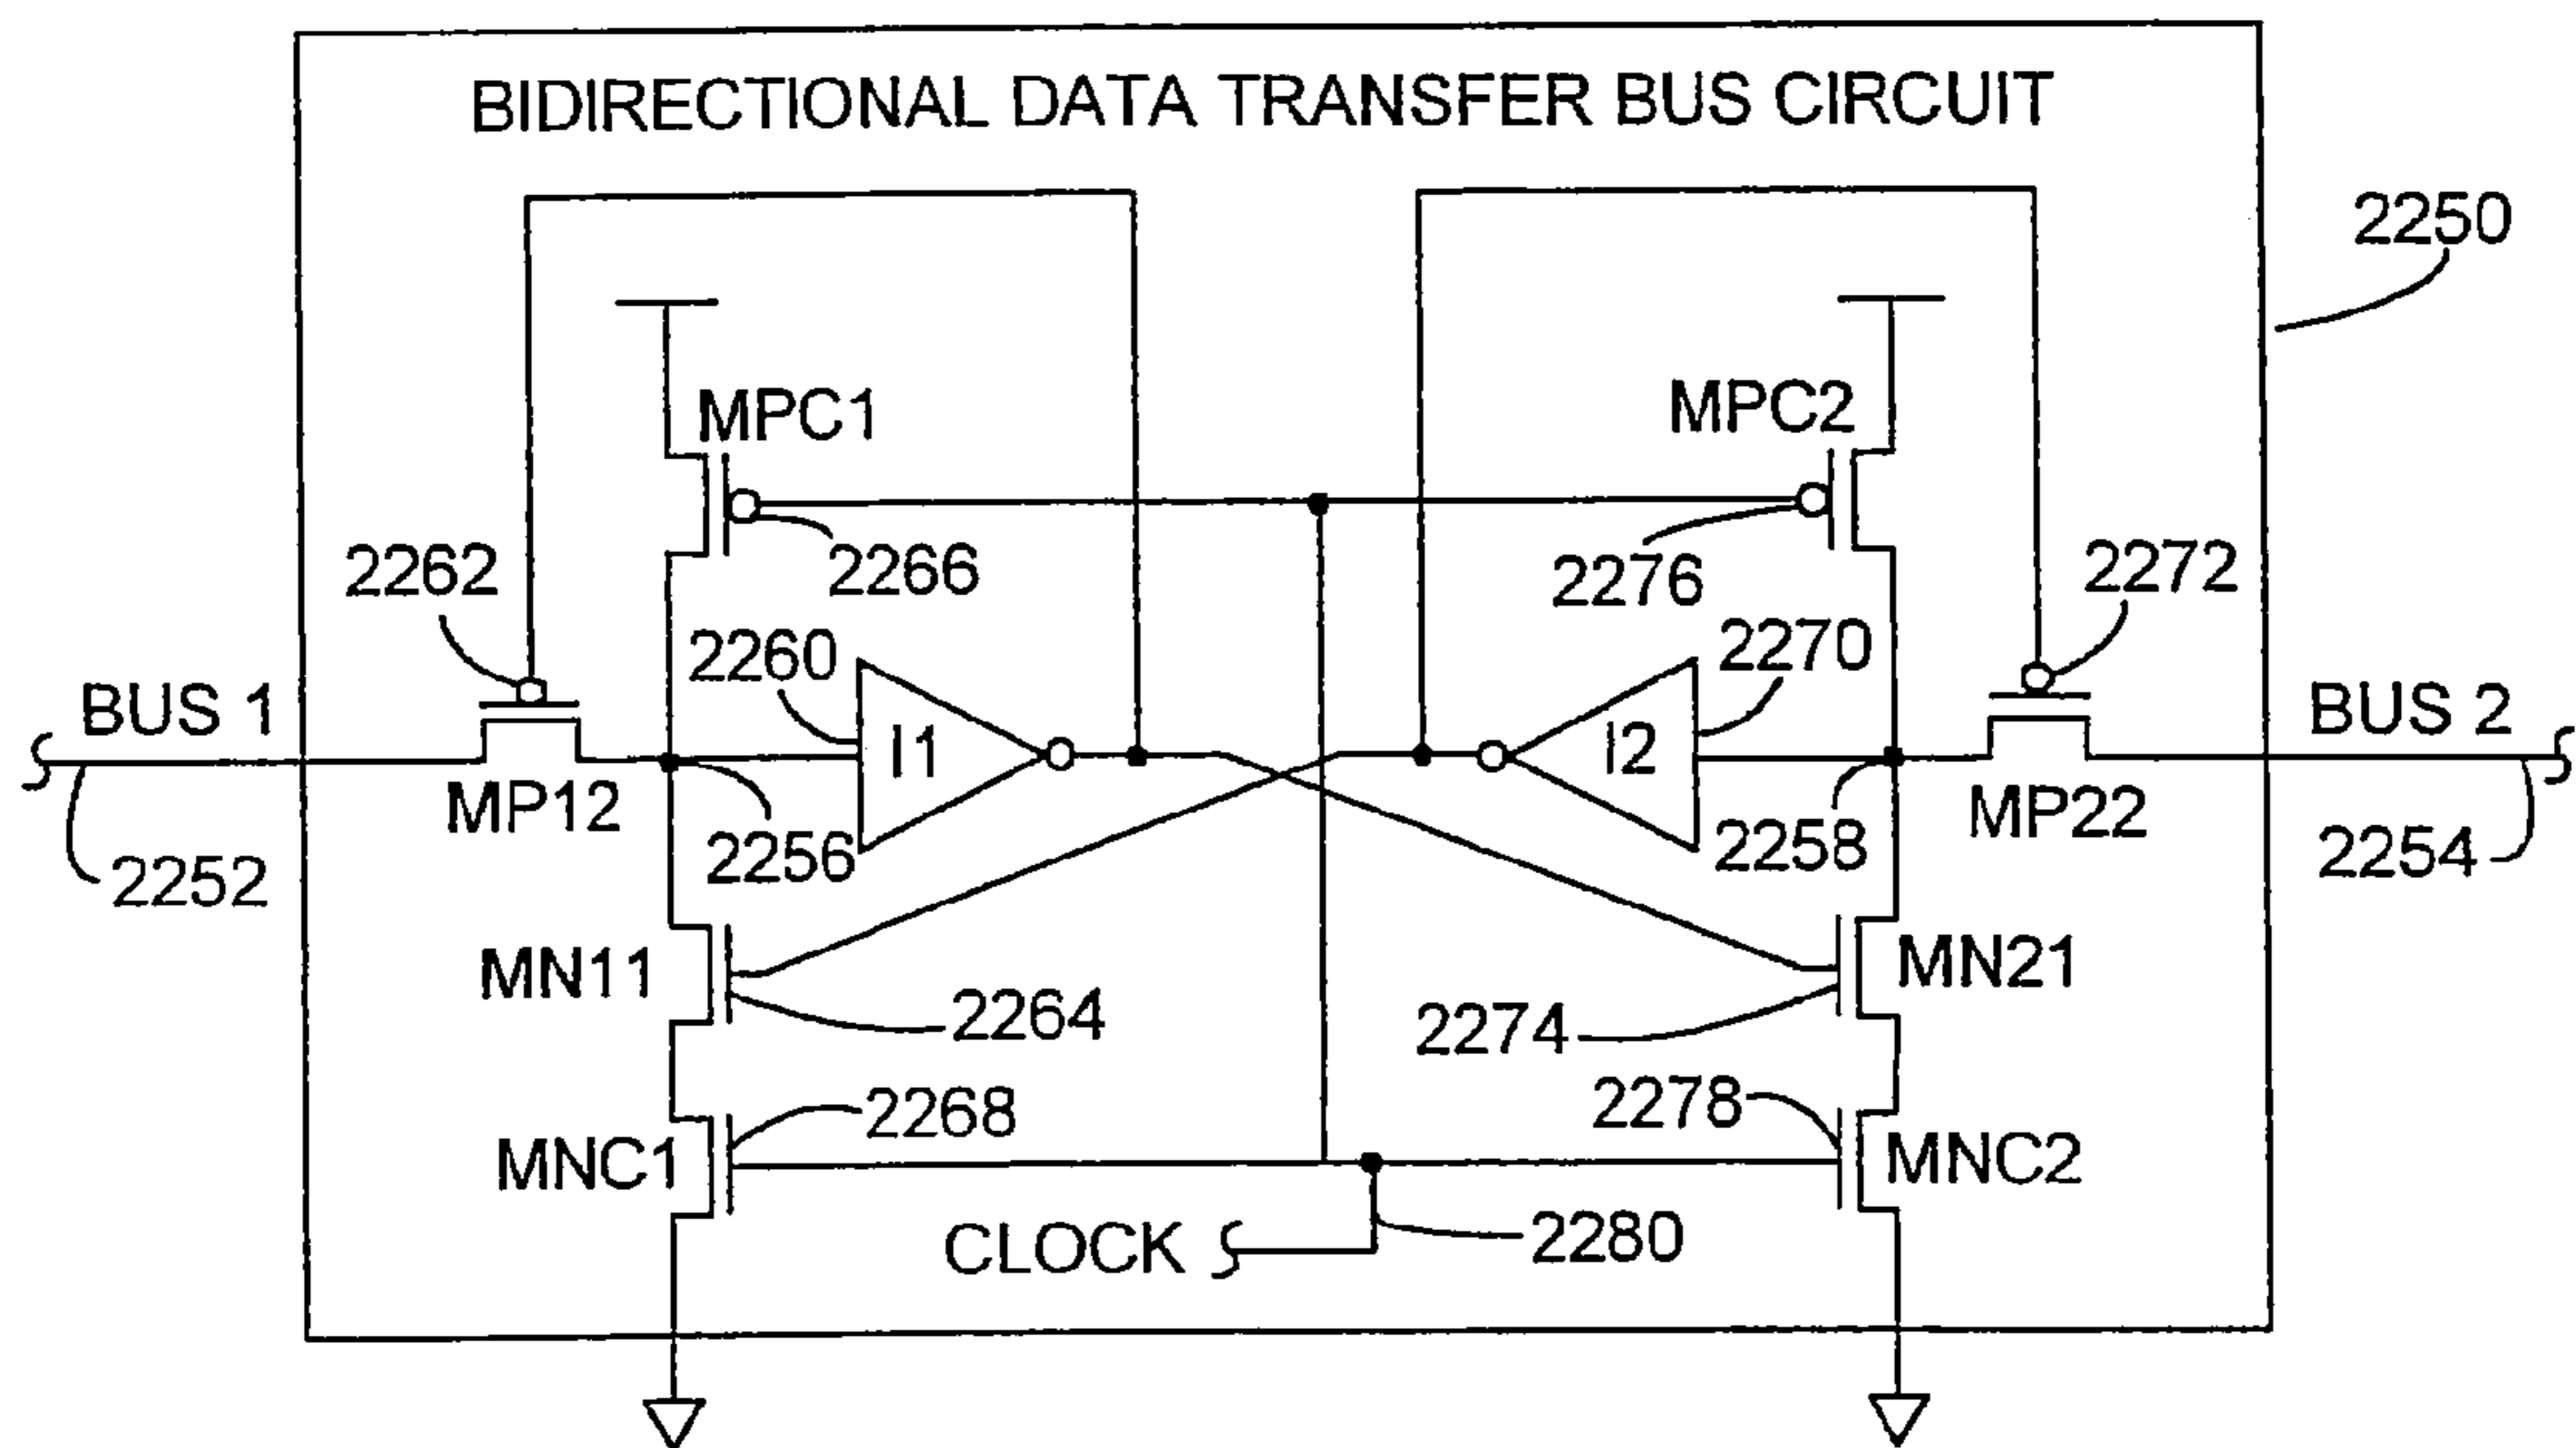 BIDIRECTIONAL DATA TRANSFER BUS CIRCUIT
2250
MPC1
MPC2
2262
2266
2276
2272
2260
2270
BUS 1
I1
I2
BUS 2
MP12
2256
2258
MP22
2252
2254
MN11
MN21
2264
2274
2268
2278
MNC1
MNC2
CLOCK
2280